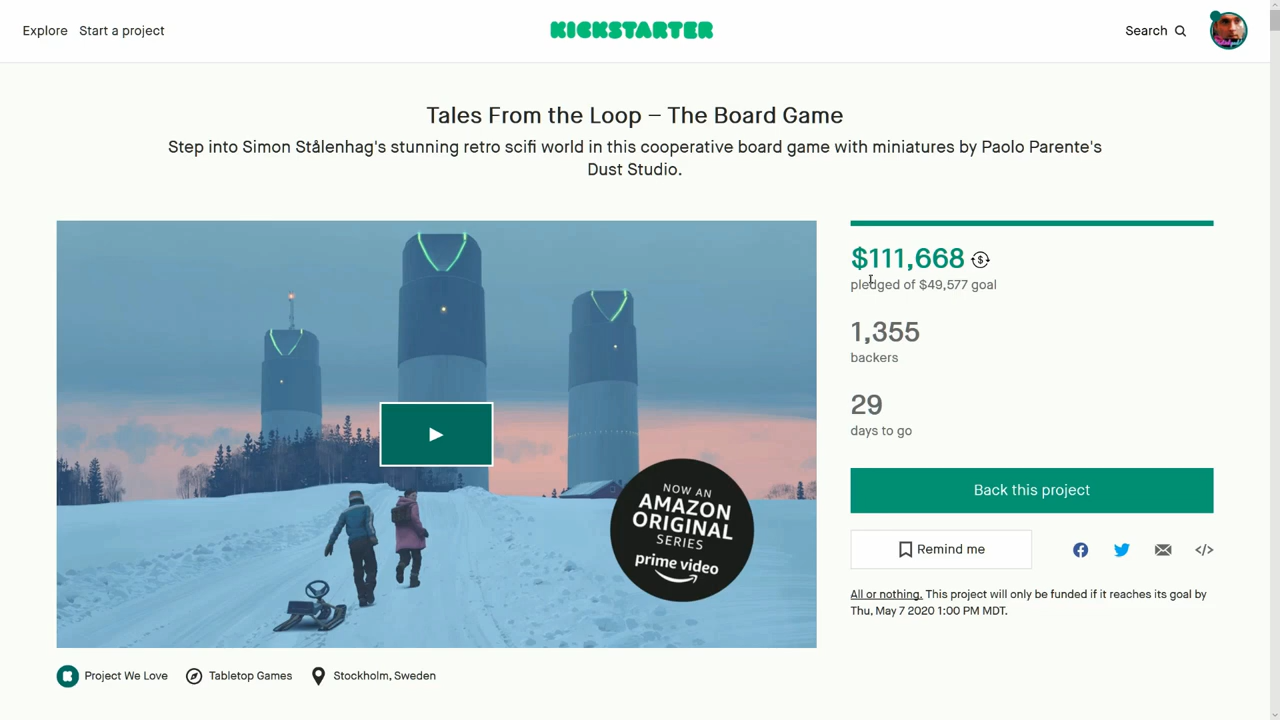 Explore Start a project
KICKSTARTER
Search
Tales From the Loop – The Board Game
Step into Simon Stålenhag's stunning retro scifi world in this cooperative board game with miniatures by Paolo Parente's
Dust Studio.
NOW AN
AMAZON
ORIGINAL
SERIES
prime video
$111,668
pledged of $49,577 goal
1,355
backers
29
days to go
Back this project
Remind me
All or nothing. This project will only be funded if it reaches its goal by
Thu, May 7 2020 1:00 PM MDT.
Project We Love
Tabletop Games
Stockholm, Sweden